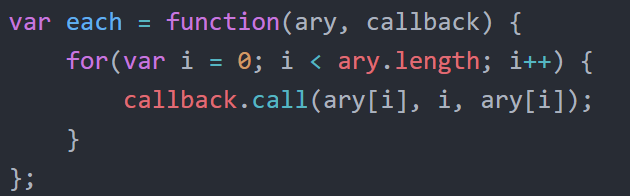 var each = function(ary, callback) {
    for(var i = 0; i < ary.length; i++) {
        callback.call(ary[i], i, ary[i]);
    }
};